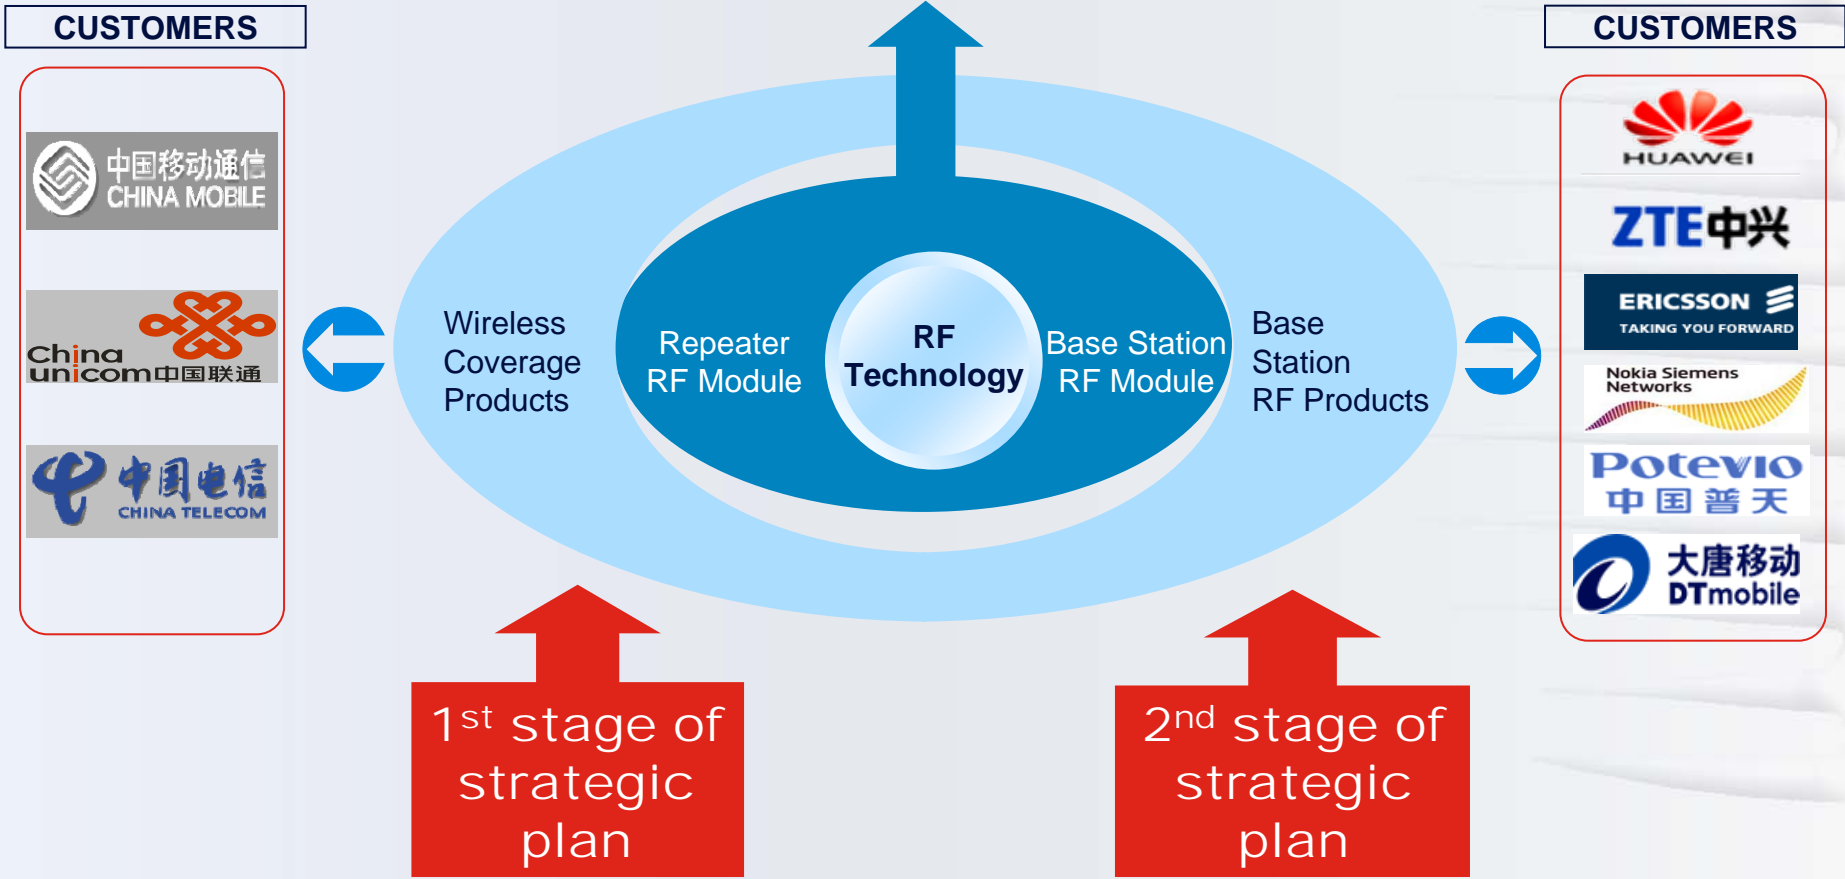 CUSTOMERS
中国移动通信
CHINA MOBILE
China
unicom中国联通
中国电信
CHINA TELECOM
Wireless
Coverage
Products
Repeater
RF Module
RF
Technology
Base Station
RF Module
Base
Station
RF Products
CUSTOMERS
HUAWEI
ZTE中兴
ERICSSON
TAKING YOU FORWARD
Nokia Siemens
Networks
Potevio
中国普天
大唐移动
DTmobile
1st stage of
strategic
plan
2nd stage of
strategic
plan